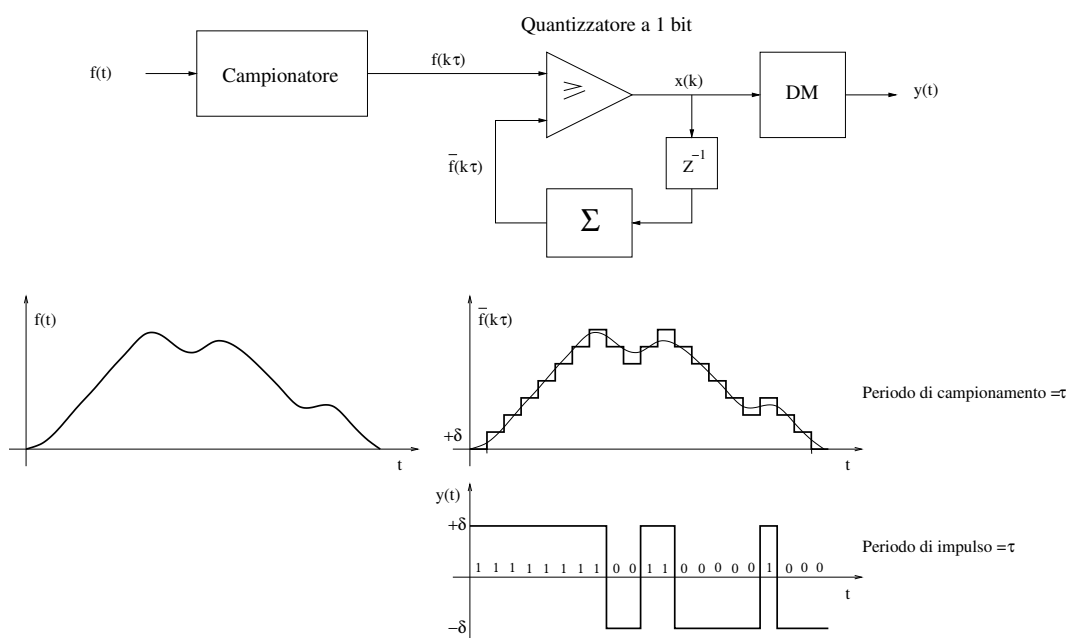 Quantizzatore a 1 bit
f(t)
Campionatore
f(kτ)
≥
x(k)
DM
y(t)
f̄(kτ)
Z⁻¹
Σ
f(t)
t
f̄(kτ)
+δ
t
Periodo di campionamento =τ
y(t)
+δ
1 1 1 1 1 1 1 1 0 0 1 1 0 0 0 0 0 1 0 0 0
t
−δ
Periodo di impulso =τ